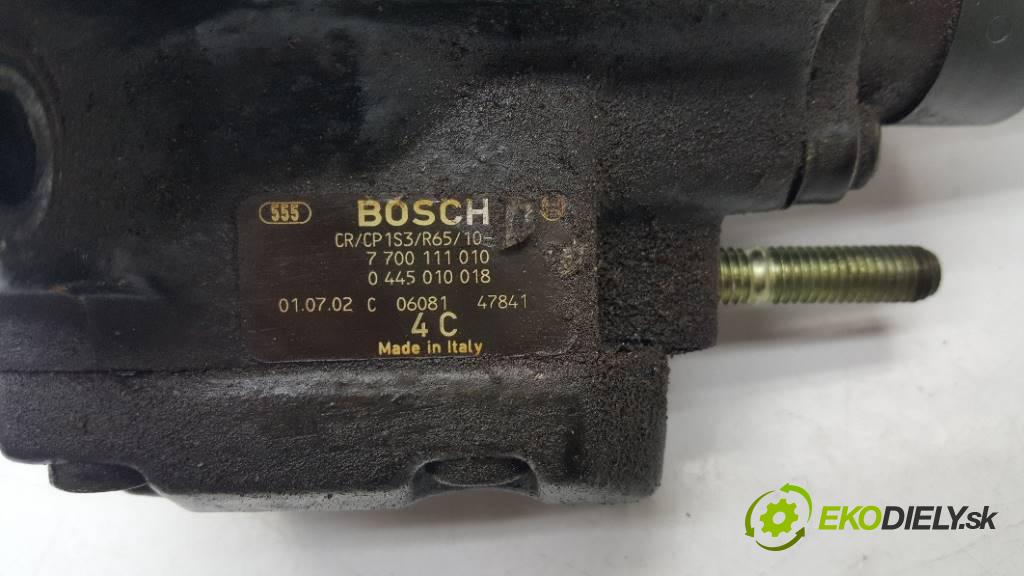 555 BOSCH
CR/CP1S3/R65/10-
7 700 111 010
0 445 010 018
01.07.02 C 06081 47841
4 C
Made in Italy
EKODIELY.sk